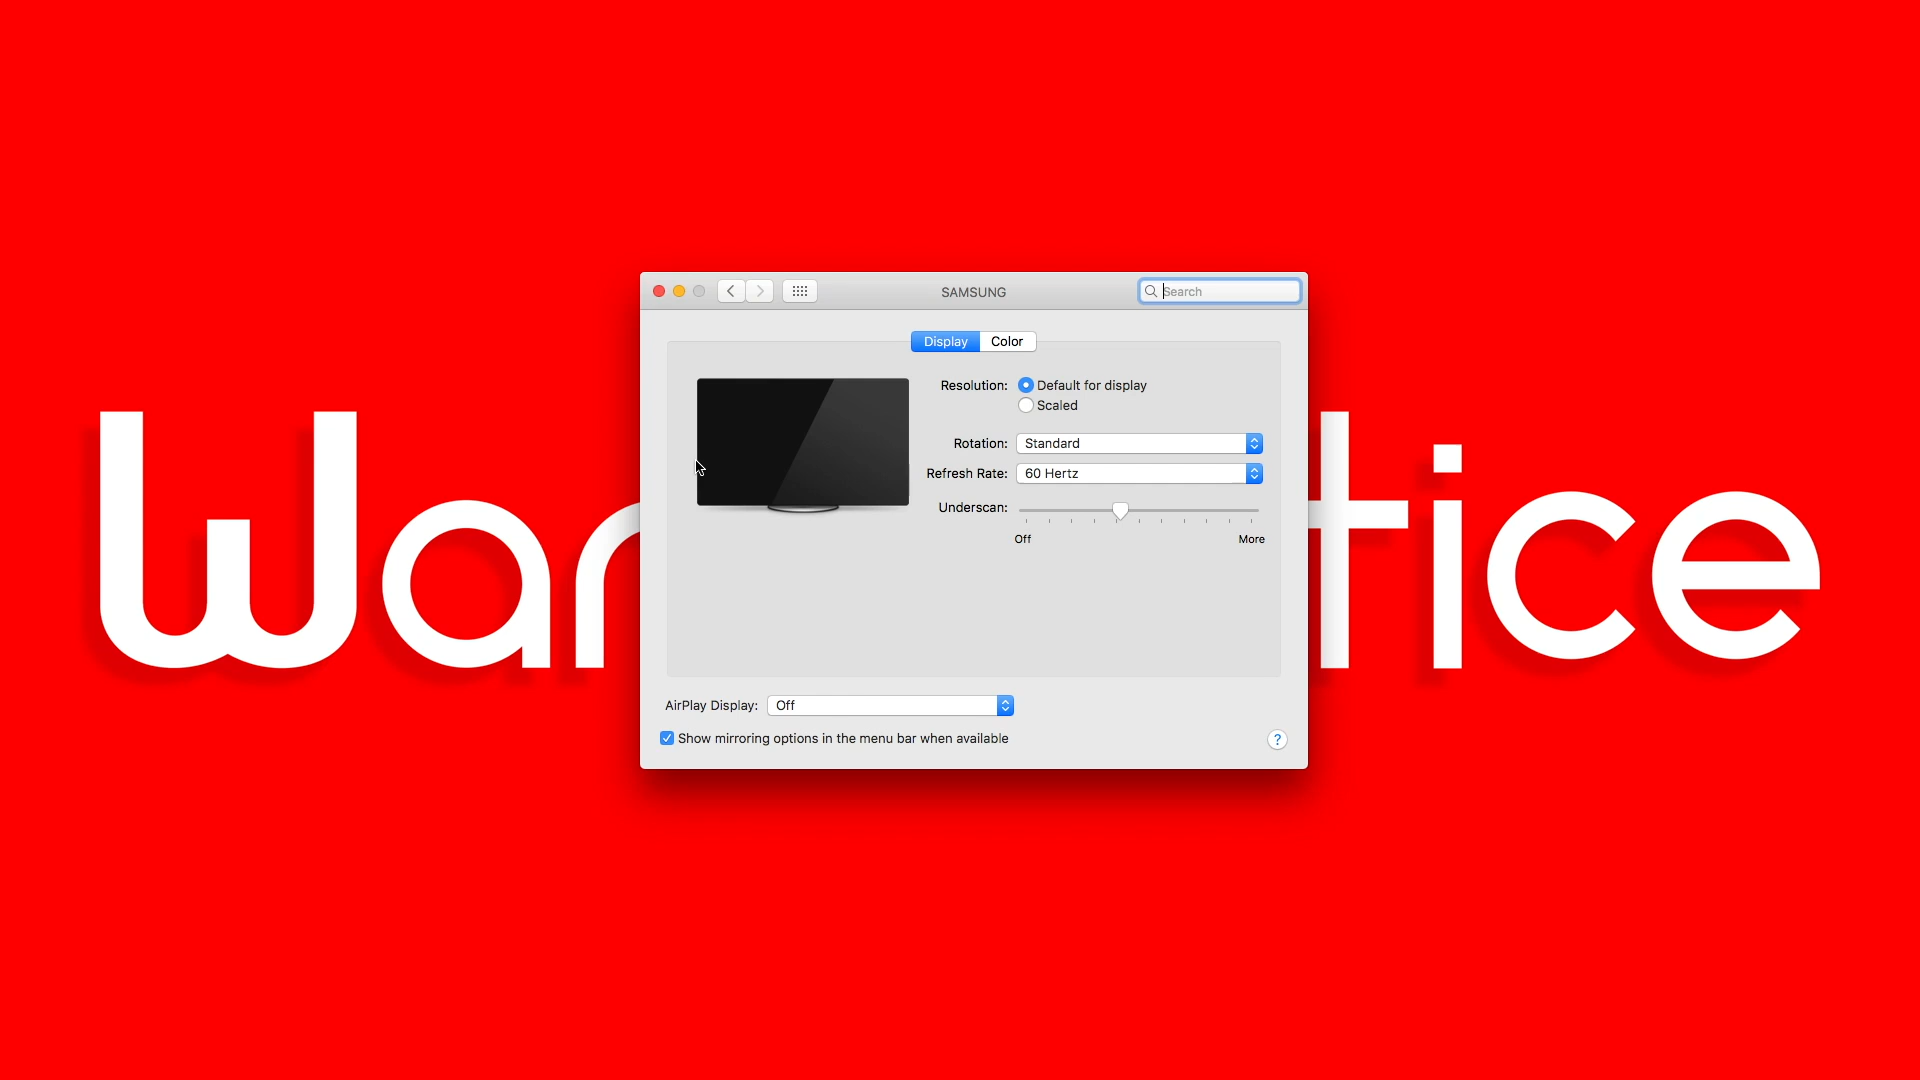 SAMSUNG
Search
Display Color
Resolution: Default for display
Scaled
Rotation: Standard
Refresh Rate: 60 Hertz
Underscan:
Off More
AirPlay Display: Off
Show mirroring options in the menu bar when available
?
tice